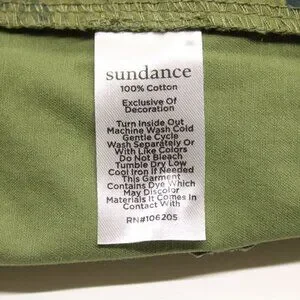 sundance
100% Cotton
Exclusive Of
Decoration
Turn Inside Out
Machine Wash Cold
Gentle Cycle
Wash Separately Or
With Like Colors
Do Not Bleach
Tumble Dry Low
Cool Iron if Needed
This Garment
Contains Dye Which
May Discolor
Materials It Comes In
Contact With
RN#106205